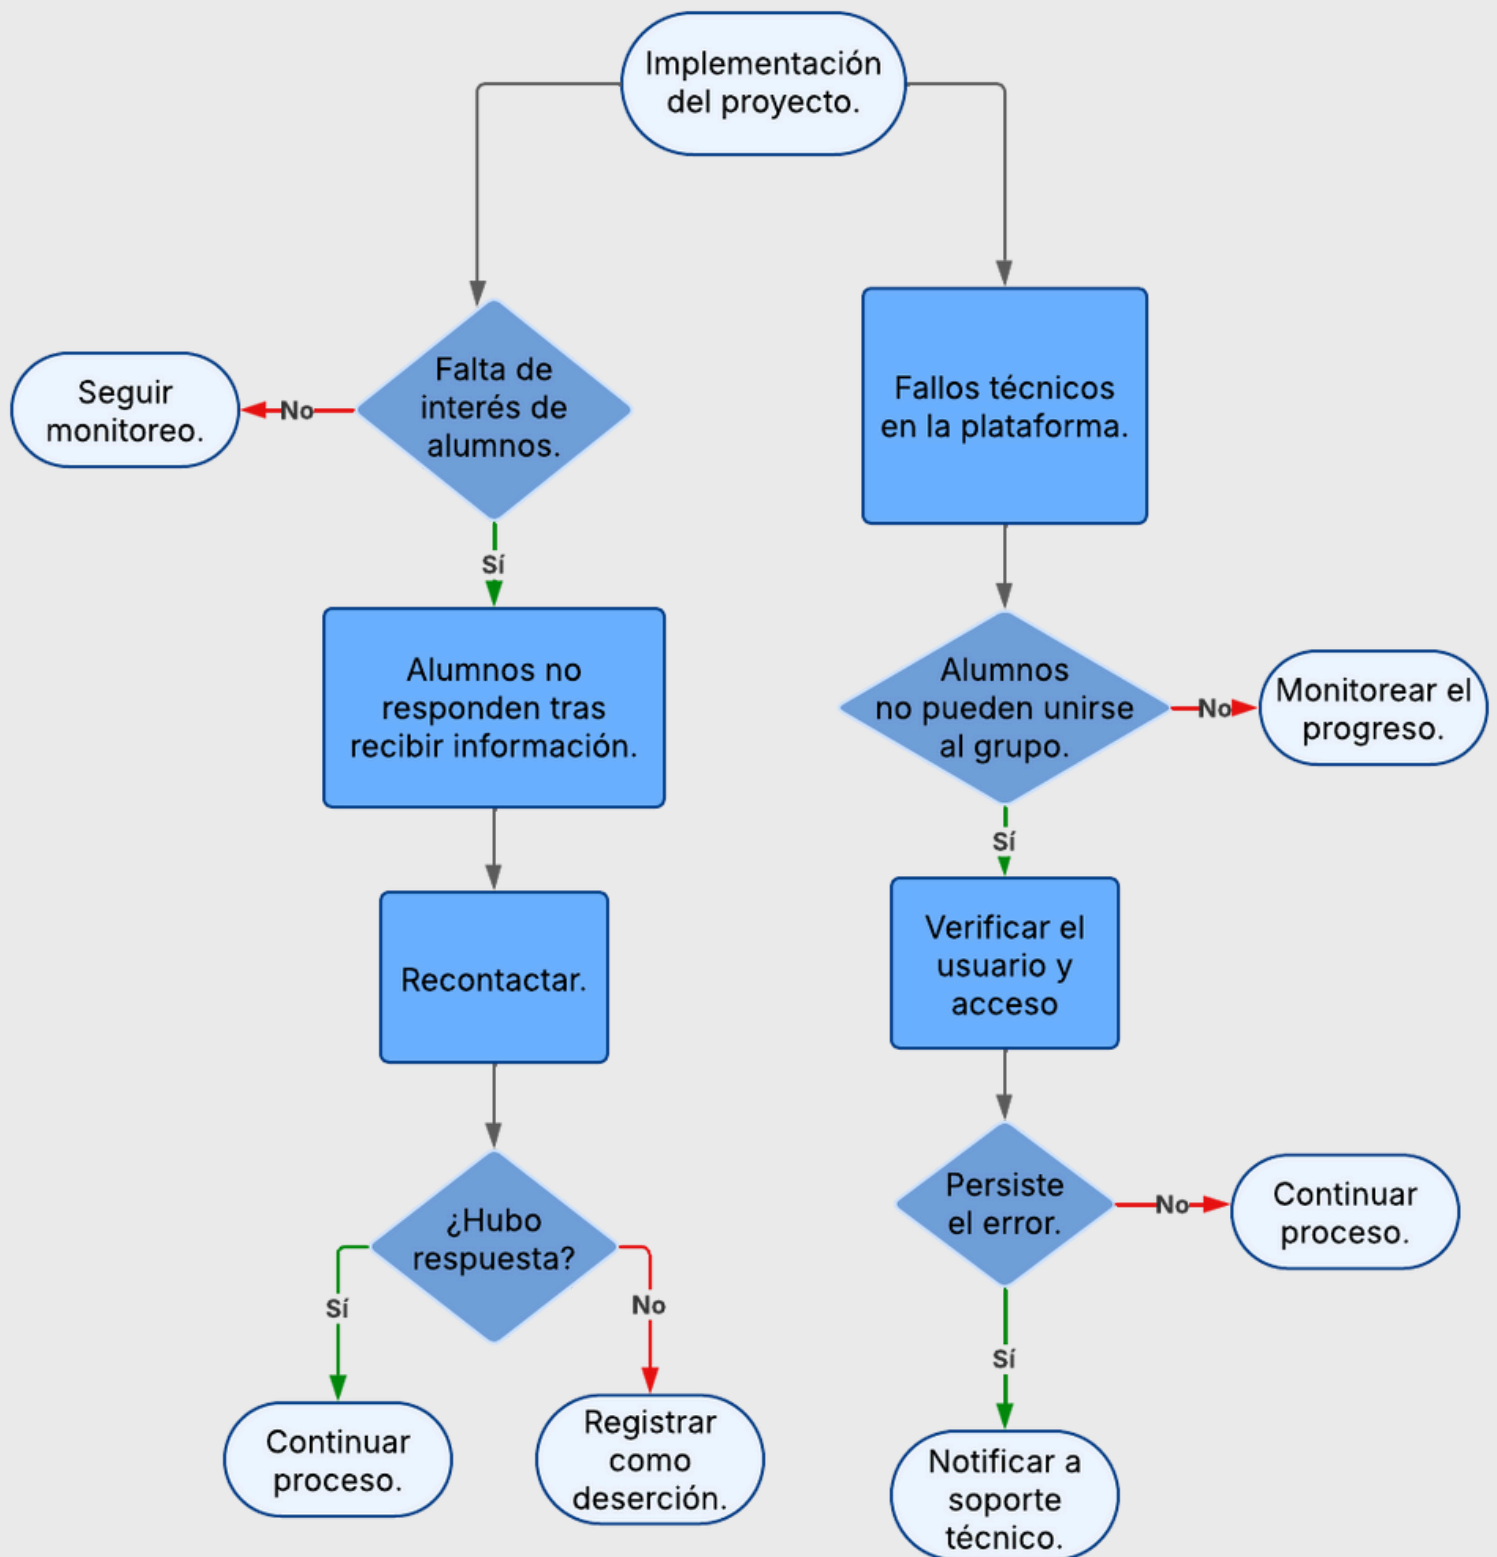 Implementación
del proyecto.
Falta de
interés de
alumnos.
No
Seguir
monitoreo.
Sí
Alumnos no
responden tras
recibir información.
Recontactar.
¿Hubo
respuesta?
Sí
Continuar
proceso.
No
Registrar
como
deserción.
Fallos técnicos
en la plataforma.
Alumnos
no pueden unirse
al grupo.
No
Monitorear el
progreso.
Sí
Verificar el
usuario y
acceso
Persiste
el error.
No
Continuar
proceso.
Sí
Notificar a
soporte
técnico.